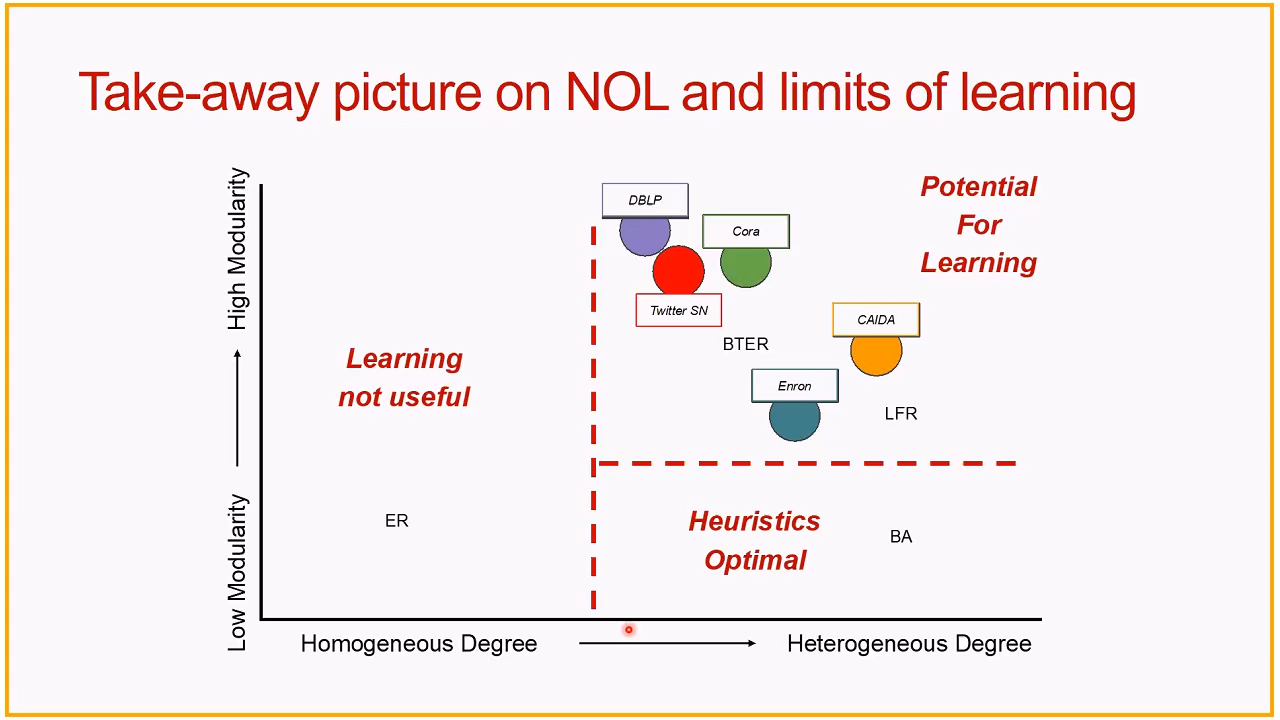 Take-away picture on NOL and limits of learning
High Modularity
Low Modularity
DBLP
Cora
Twitter SN
BTER
CAIDA
Enron
LFR
Potential
For
Learning
Learning
not useful
ER
Heuristics
Optimal
BA
Homogeneous Degree
Heterogeneous Degree